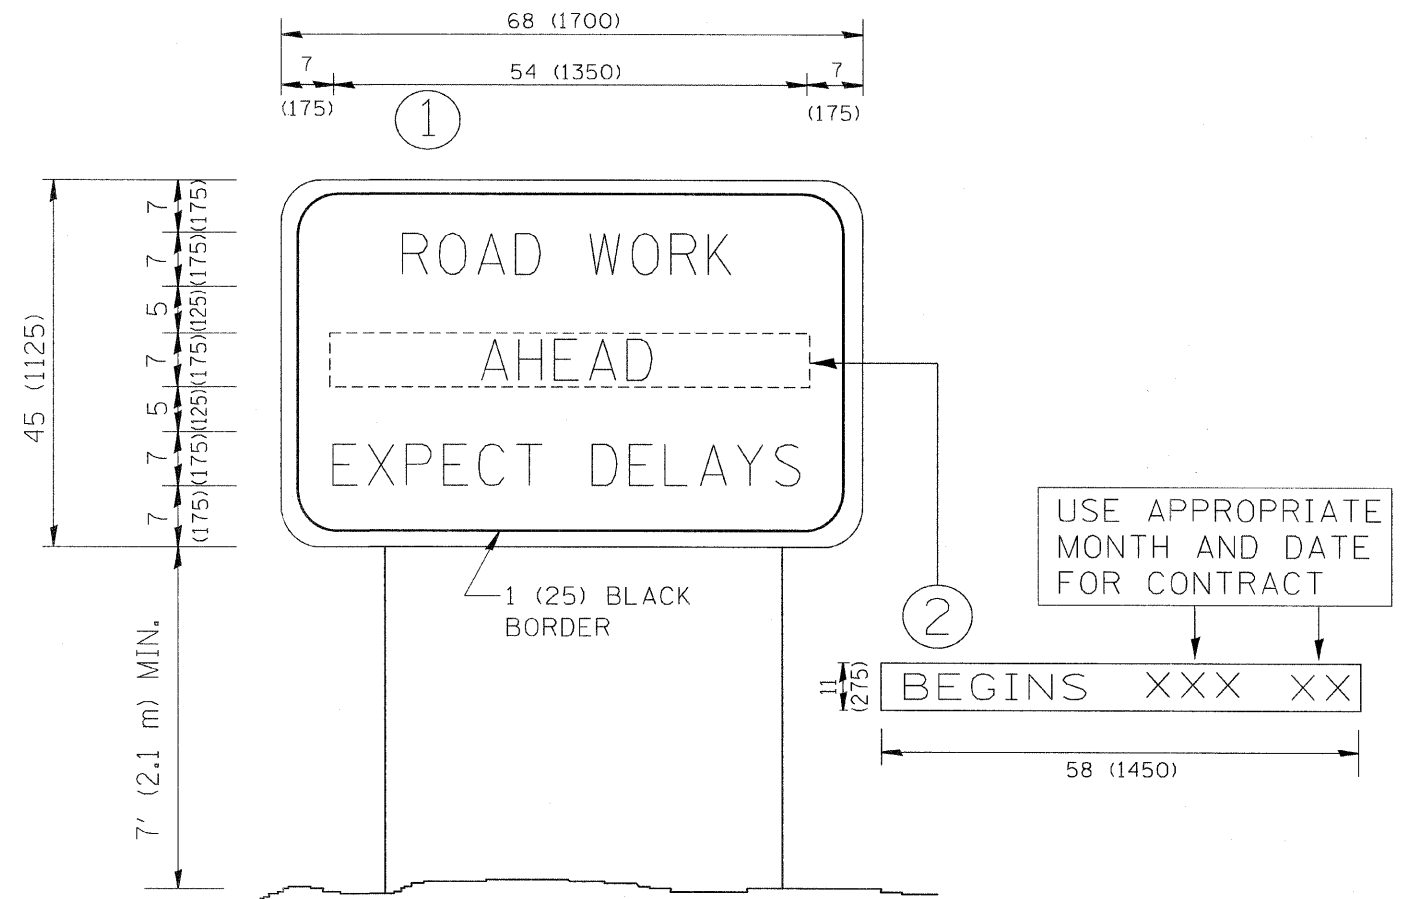 68 (1700)
7
54 (1350)
7
(175)
(175)
1
7
(175)
7
(175)
5
(125)
7
(175)
5
(125)
7
(175)
7
(175)
45 (1125)
ROAD WORK
AHEAD
EXPECT DELAYS
1 (25) BLACK
BORDER
7' (2.1 m) MIN.
USE APPROPRIATE
MONTH AND DATE
FOR CONTRACT
2
11
(275)
BEGINS XXX XX
58 (1450)